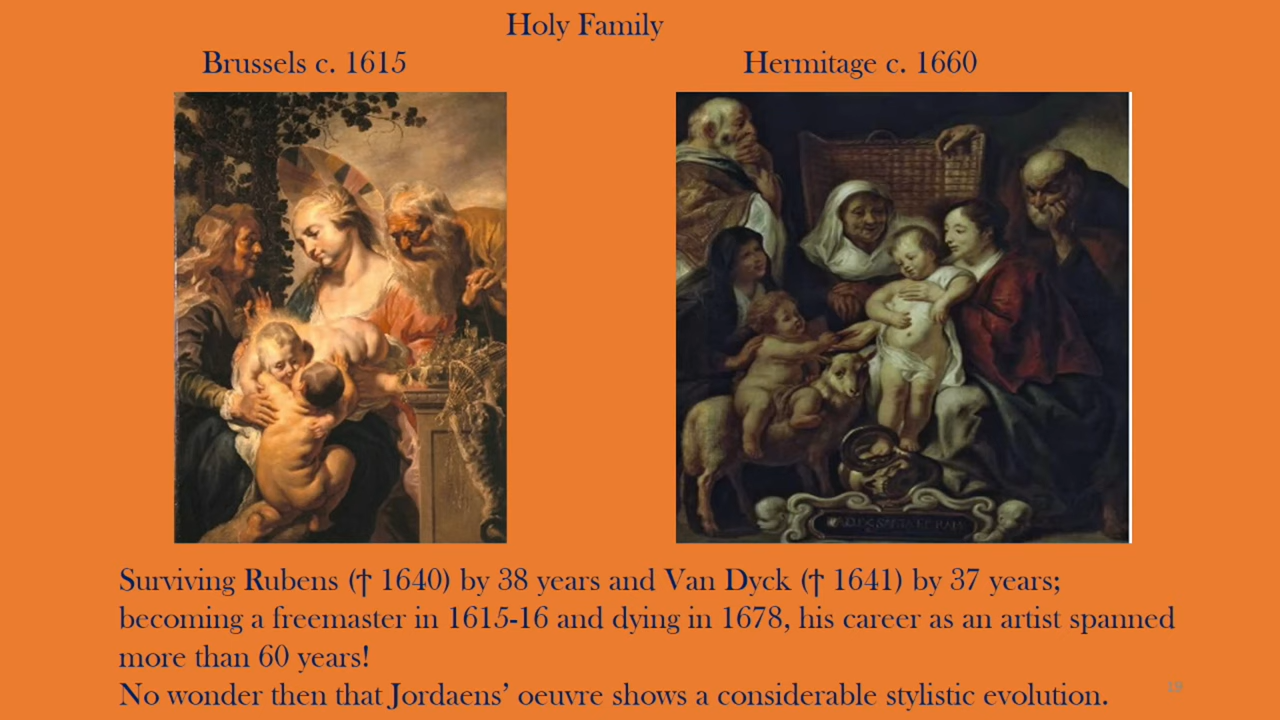 Holy Family
Brussels c. 1615
Hermitage c. 1660
Surviving Rubens († 1640) by 38 years and Van Dyck († 1641) by 37 years;
becoming a freemaster in 1615-16 and dying in 1678, his career as an artist spanned
more than 60 years!
No wonder then that Jordaens’ oeuvre shows a considerable stylistic evolution.
19